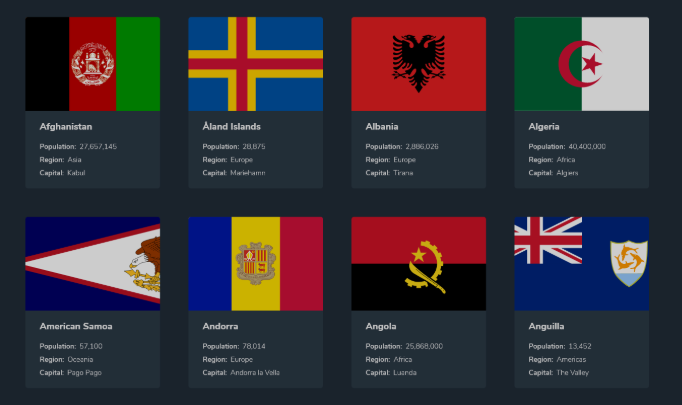 Afghanistan
Population: 27,657,145
Region: Asia
Capital: Kabul
Åland Islands
Population: 28,875
Region: Europe
Capital: Mariehamn
Albania
Population: 2,886,026
Region: Europe
Capital: Tirana
Algeria
Population: 40,400,000
Region: Africa
Capital: Algiers
American Samoa
Population: 57,100
Region: Oceania
Capital: Pago Pago
Andorra
Population: 78,014
Region: Europe
Capital: Andorra la Vella
Angola
Population: 25,868,000
Region: Africa
Capital: Luanda
Anguilla
Population: 13,452
Region: Americas
Capital: The Valley